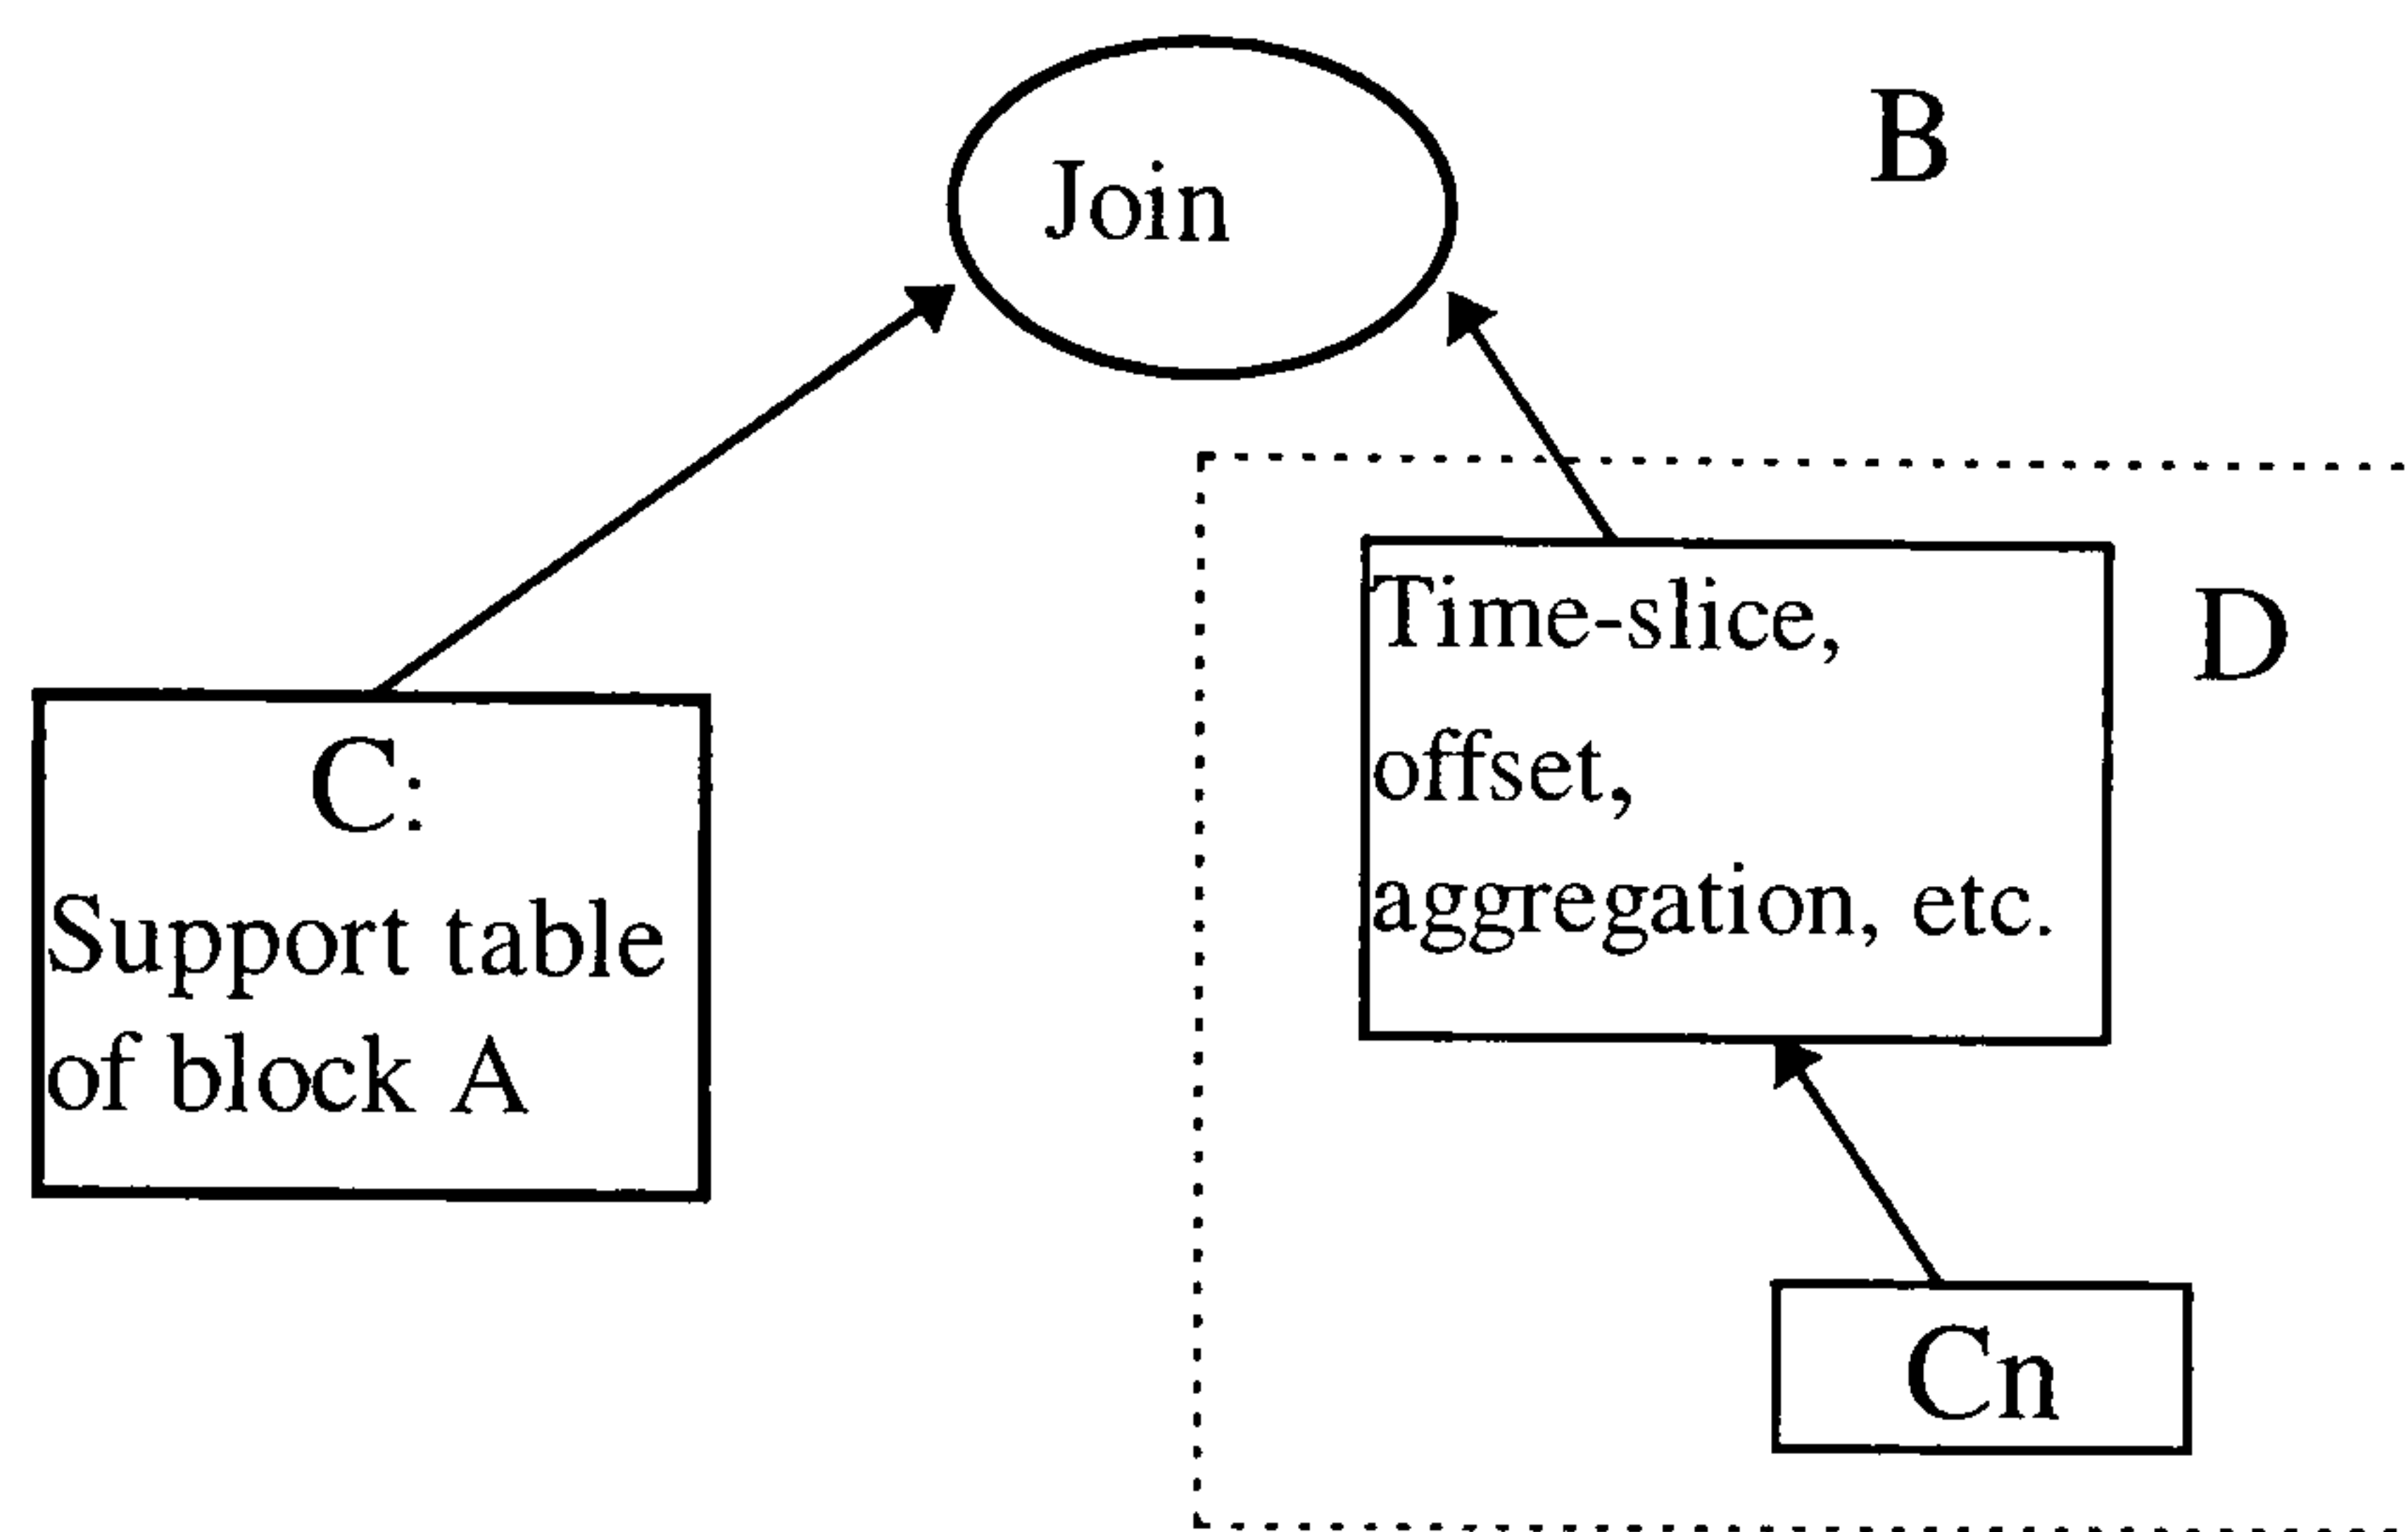 Join
B
Time-slice,
offset,
aggregation, etc.
D
C:
Support table
of block A
Cn